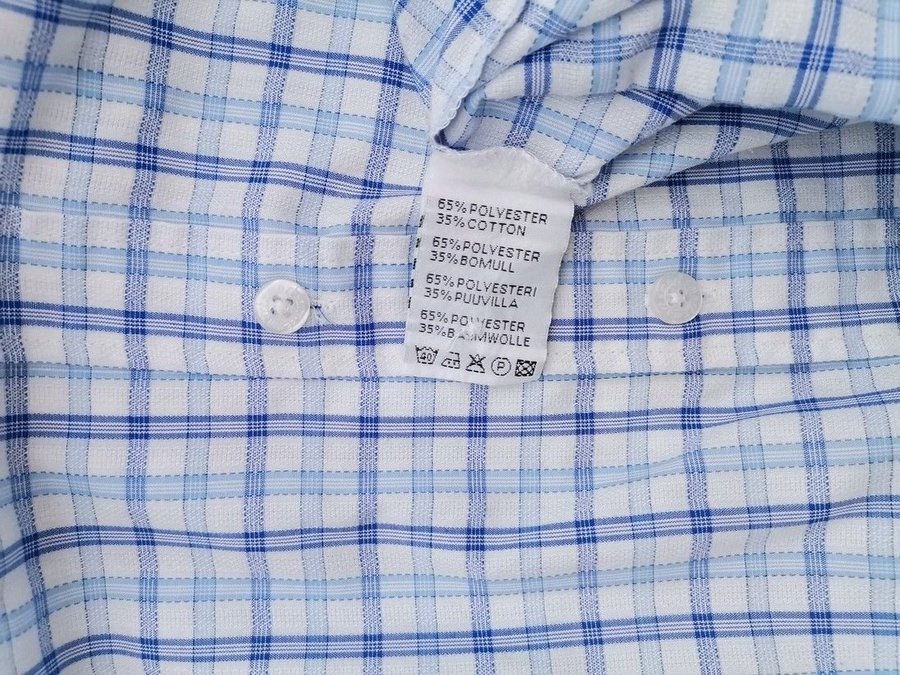 65% POLYESTER
35% COTTON
65% POLYESTER
35% BOMULL
65% POLYESTERI
35% PUUVILLA
65% POLYESTER
35% BAUMWOLLE
40 P